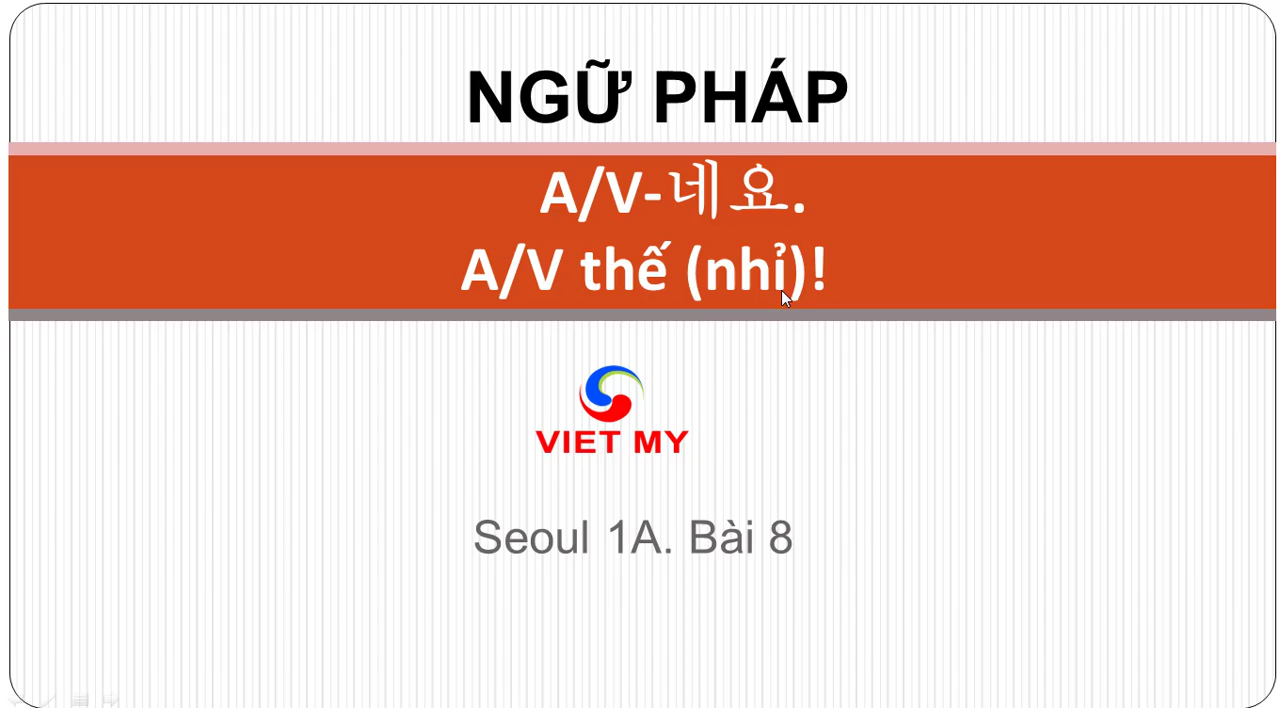 NGỮ PHÁP
A/V-네요.
A/V thế (nhỉ)!
VIET MY
Seoul 1A. Bài 8